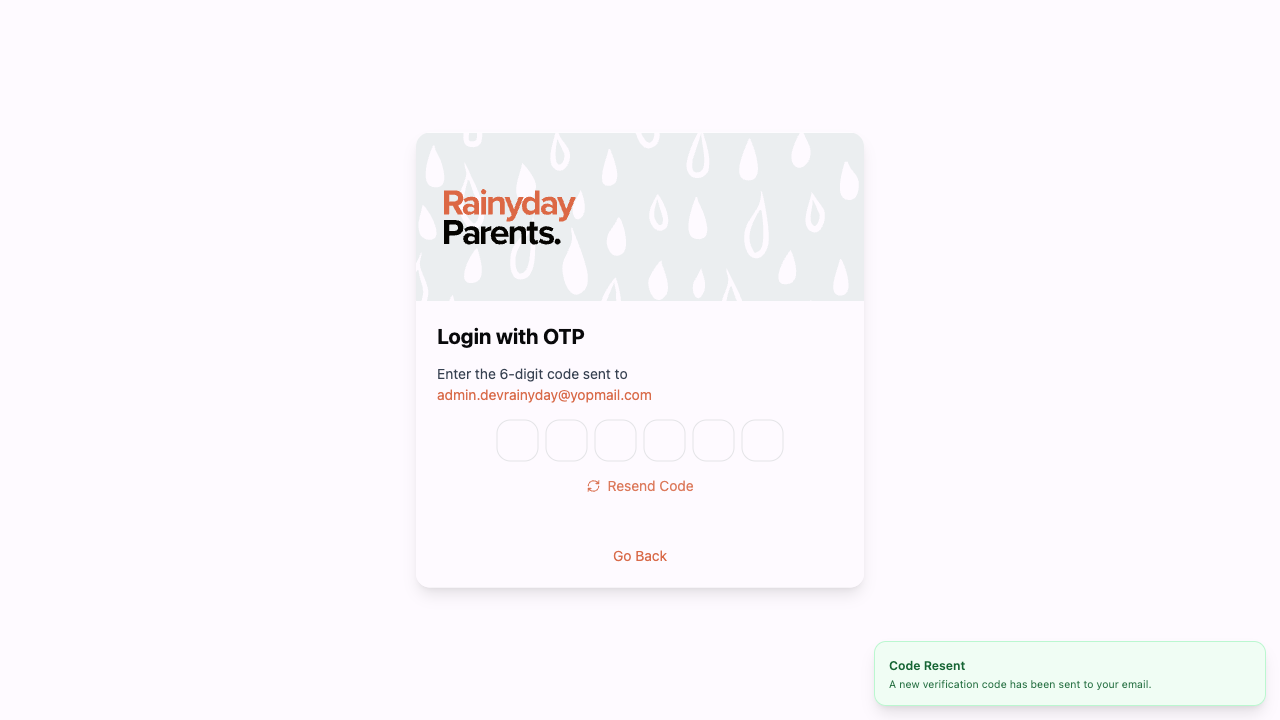 Rainyday
Parents.
Login with OTP
Enter the 6-digit code sent to
admin.devrainyday@yopmail.com
Resend Code
Go Back
Code Resent
A new verification code has been sent to your email.